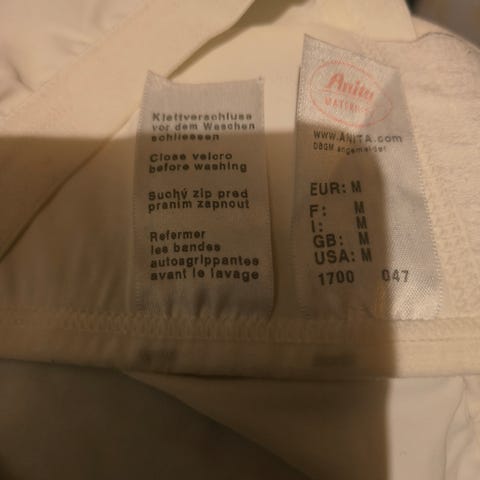 Klettverschluss
vor dem Waschen
schliessen
Close velcro
before washing
Suchý zip pred
pranim zapnout
Refermer
les bandes
autoagrippantes
avant le lavage
Anita
MATERNITY
www.ANITA.com
DBGM angemeldet
EUR: M
F: M
I: M
GB: M
USA: M
1700 047